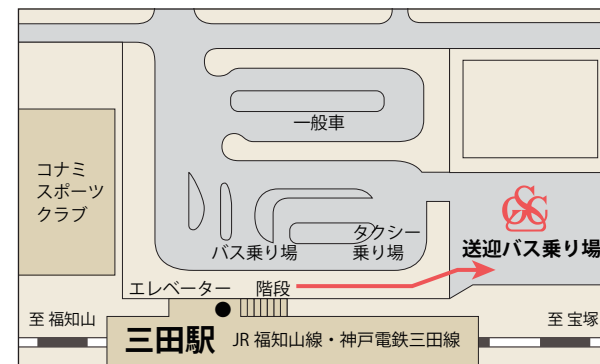 一般車
コナミ
スポーツ
クラブ
バス乗り場
タクシー
乗り場
GSC
送迎バス乗り場
エレベーター
階段
至 福知山
至 宝塚
三田駅
JR 福知山線・神戸電鉄三田線